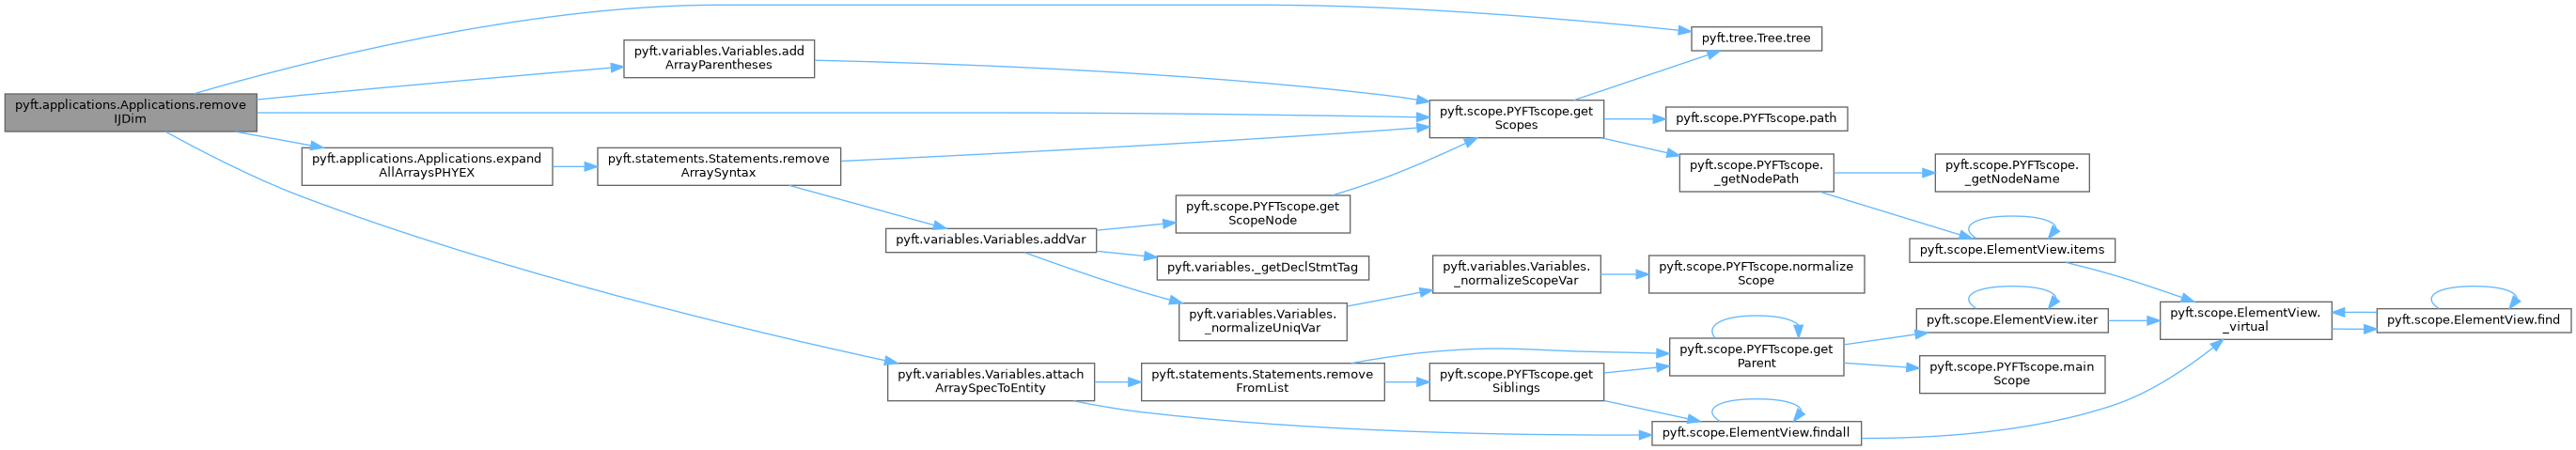 pyft.applications.Applications.remove
IJDim
pyft.variables.Variables.add
ArrayParentheses
pyft.applications.Applications.expand
AllArraysPHYEX
pyft.statements.Statements.remove
ArraySyntax
pyft.variables.Variables.addVar
pyft.variables.Variables.attach
ArraySpecToEntity
pyft.scope.PYFTscope.get
ScopeNode
pyft.variables._getDeclStmtTag
pyft.variables.Variables.
_normalizeUniqVar
pyft.statements.Statements.remove
FromList
pyft.scope.PYFTscope.get
Scopes
pyft.variables.Variables.
_normalizeScopeVar
pyft.scope.PYFTscope.get
Siblings
pyft.tree.Tree.tree
pyft.scope.PYFTscope.path
pyft.scope.PYFTscope.
_getNodePath
pyft.scope.PYFTscope.normalize
Scope
pyft.scope.PYFTscope.get
Parent
pyft.scope.ElementView.findall
pyft.scope.PYFTscope.
_getNodeName
pyft.scope.ElementView.items
pyft.scope.ElementView.iter
pyft.scope.PYFTscope.main
Scope
pyft.scope.ElementView.
_virtual
pyft.scope.ElementView.find